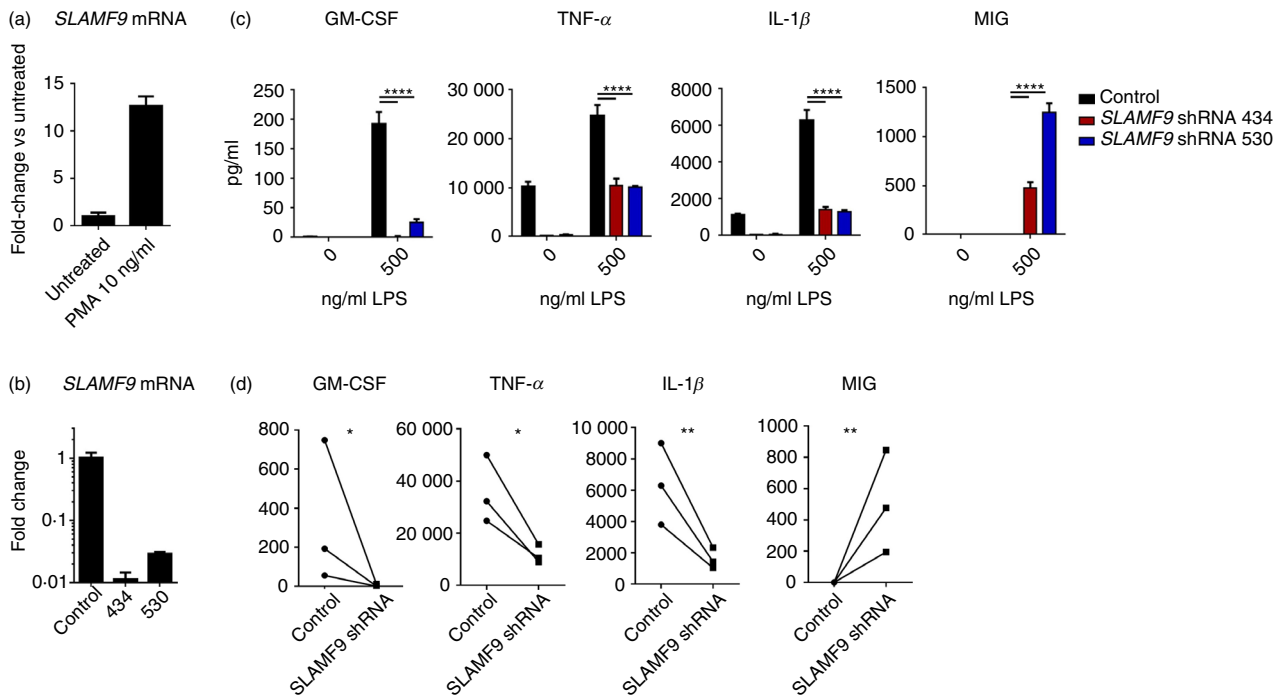 (a) SLAMF9 mRNA
Fold-change vs untreated
15
10
5
0
Untreated
PMA 10 ng/ml
(c) GM-CSF TNF-α IL-1β MIG
pg/ml
250
200
150
100
50
0
****
0 500
ng/ml LPS
30 000
20 000
10 000
0
****
0 500
ng/ml LPS
8000
6000
4000
2000
0
****
0 500
ng/ml LPS
1500
1000
500
0
****
0 500
ng/ml LPS
Control
SLAMF9 shRNA 434
SLAMF9 shRNA 530
(b) SLAMF9 mRNA
Fold change
1
0·1
0·01
Control
434
530
(d) GM-CSF TNF-α IL-1β MIG
800
600
400
200
0
*
Control
SLAMF9 shRNA
60 000
40 000
20 000
0
*
Control
SLAMF9 shRNA
10 000
8000
6000
4000
2000
0
**
Control
SLAMF9 shRNA
1000
800
600
400
200
0
**
Control
SLAMF9 shRNA